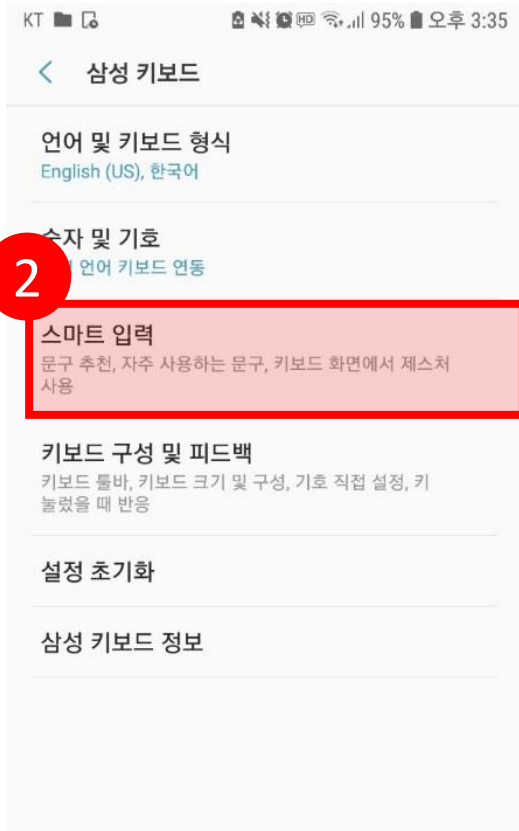 KT HD 95% 오후 3:35
삼성 키보드
언어 및 키보드 형식
English (US), 한국어
숫자 및 기호
2 언어 키보드 연동
스마트 입력
문구 추천, 자주 사용하는 문구, 키보드 화면에서 제스처
사용
키보드 구성 및 피드백
키보드 툴바, 키보드 크기 및 구성, 기호 직접 설정, 키
눌렀을 때 반응
설정 초기화
삼성 키보드 정보